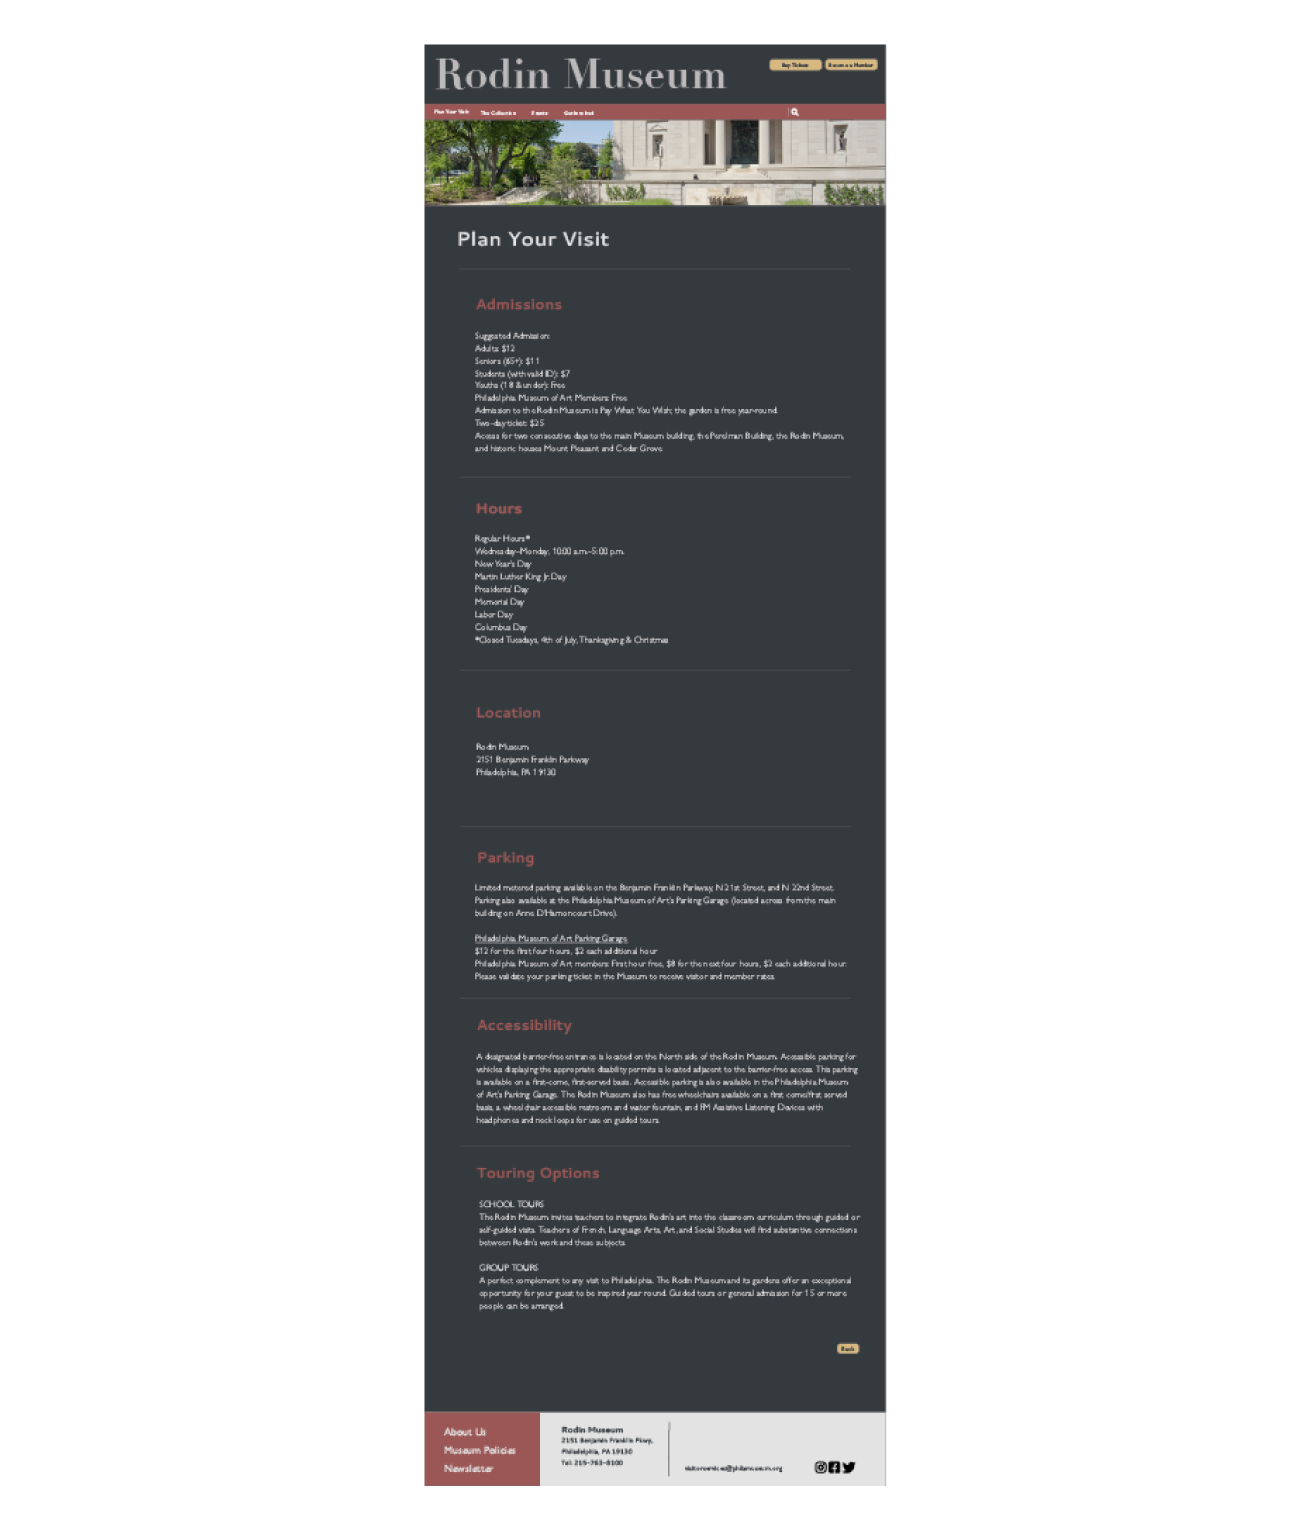 Rodin Museum
Buy Tickets
Become a Member
Plan Your Visit
The Collection
Events
Plan Your Visit
Admissions
Suggested Admission:
Adults: $12
Seniors (65+): $11
Students (with valid ID): $7
Youths (18 & under): Free
Philadelphia Museum of Art Members: Free
Admission to the Rodin Museum is Pay What You Wish; the garden is free year-round.
Two-day ticket: $25
Access for two consecutive days to the main Museum building, the Perelman Building, the Rodin Museum,
and historic houses Mount Pleasant and Cedar Grove
Hours
Regular Hours*
Wednesday–Monday, 10:00 a.m.–5:00 p.m.
New Year's Day
Martin Luther King Jr. Day
Presidents' Day
Memorial Day
Labor Day
Columbus Day
*Closed Tuesdays, 4th of July, Thanksgiving & Christmas
Location
Rodin Museum
2151 Benjamin Franklin Parkway
Philadelphia, PA 19130
Parking
Limited metered parking available on the Benjamin Franklin Parkway, N 21st Street, and N 22nd Street.
Parking also available at the Philadelphia Museum of Art's Parking Garage (located across from the main
building on Anne D'Harnoncourt Drive).
Philadelphia Museum of Art Parking Garage
$12 for the first four hours, $2 each additional hour
Philadelphia Museum of Art members: First hour free, $8 for the next four hours, $2 each additional hour.
Please validate your parking ticket in the Museum to receive visitor and member rates.
Accessibility
A designated barrier-free entrance is located on the North side of the Rodin Museum. Accessible parking for
vehicles displaying the appropriate disability permits is located adjacent to the barrier-free access. This parking
is available on a first-come, first-served basis. Accessible parking is also available in the Philadelphia Museum
of Art's Parking Garage. The Rodin Museum also has free wheelchairs available on a first come/first served
basis, a wheelchair accessible restroom and water fountain, and FM Assistive Listening Devices with
headphones and neck loops for use on guided tours.
Touring Options
SCHOOL TOURS
The Rodin Museum invites teachers to integrate Rodin's art into the classroom curriculum through guided or
self-guided visits. Teachers of French, Language Arts, Art, and Social Studies will find substantive connections
between Rodin's work and these subjects.
GROUP TOURS
A perfect complement to any visit to Philadelphia. The Rodin Museum and its gardens offer an exceptional
opportunity for your guest to be inspired year round. Guided tours or general admission for 15 or more
people can be arranged.
Back
About Us
Museum Policies
Newsletter
Rodin Museum
2151 Benjamin Franklin Pkwy,
Philadelphia, PA 19130
Tel: 215-763-8100
visitorservices@philamuseum.org